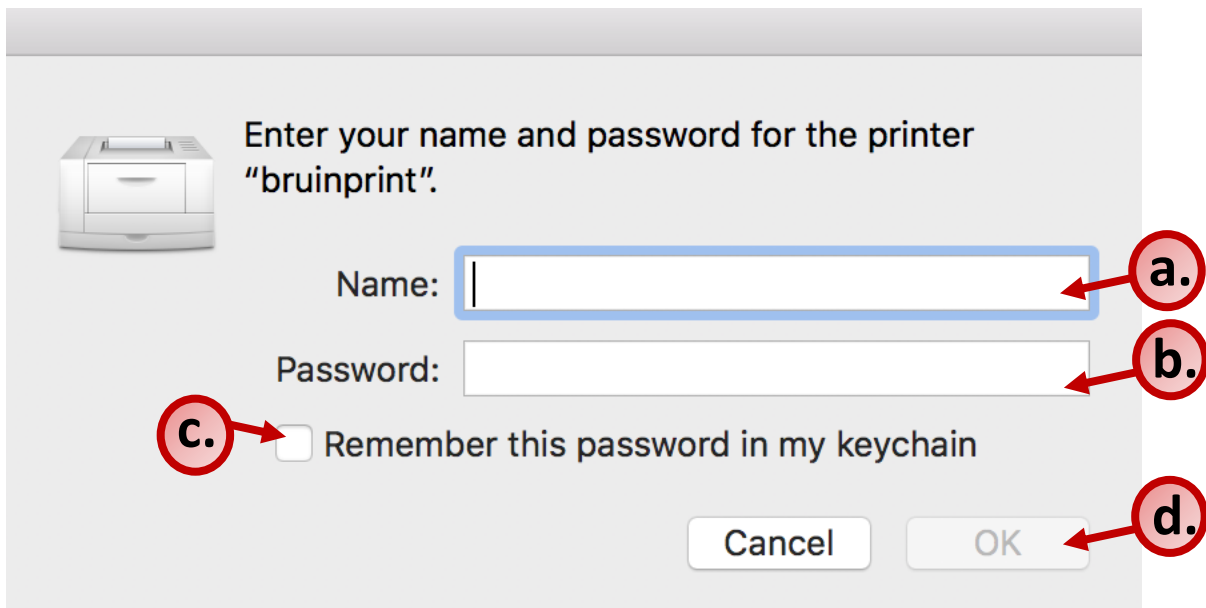 Enter your name and password for the printer
“bruinprint”.
Name:
a.
Password:
b.
c.
Remember this password in my keychain
Cancel
OK
d.